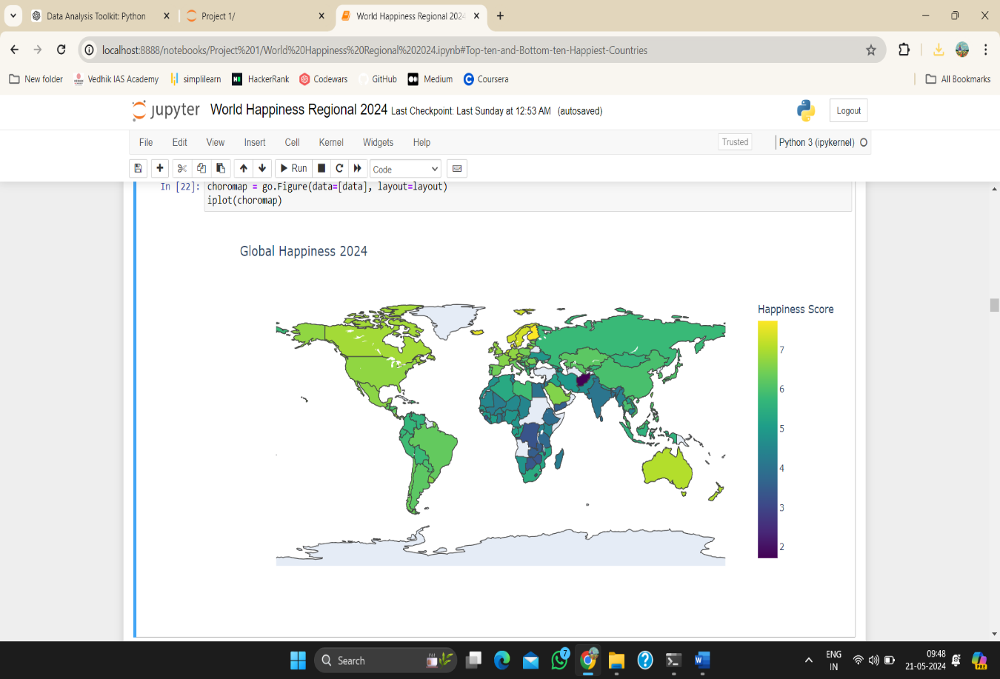 Data Analysis Toolkit: Python
Project 1/
World Happiness Regional 2024
localhost:8888/notebooks/Project%201/World%20Happiness%20Regional%202024.ipynb#Top-ten-and-Bottom-ten-Happiest-Countries
New folder
Vedhik IAS Academy
simplilearn
HackerRank
Codewars
GitHub
Medium
Coursera
All Bookmarks
jupyter World Happiness Regional 2024 Last Checkpoint: Last Sunday at 12:53 AM (autosaved)
Logout
File Edit View Insert Cell Kernel Widgets Help
Trusted
Python 3 (ipykernel)
Run
Code
In [22]: choromap = go.Figure(data=[data], layout=layout)
iplot(choromap)
Global Happiness 2024
Happiness Score
7
6
5
4
3
2
Search
7
ENG
IN
09:48
21-05-2024
PRE